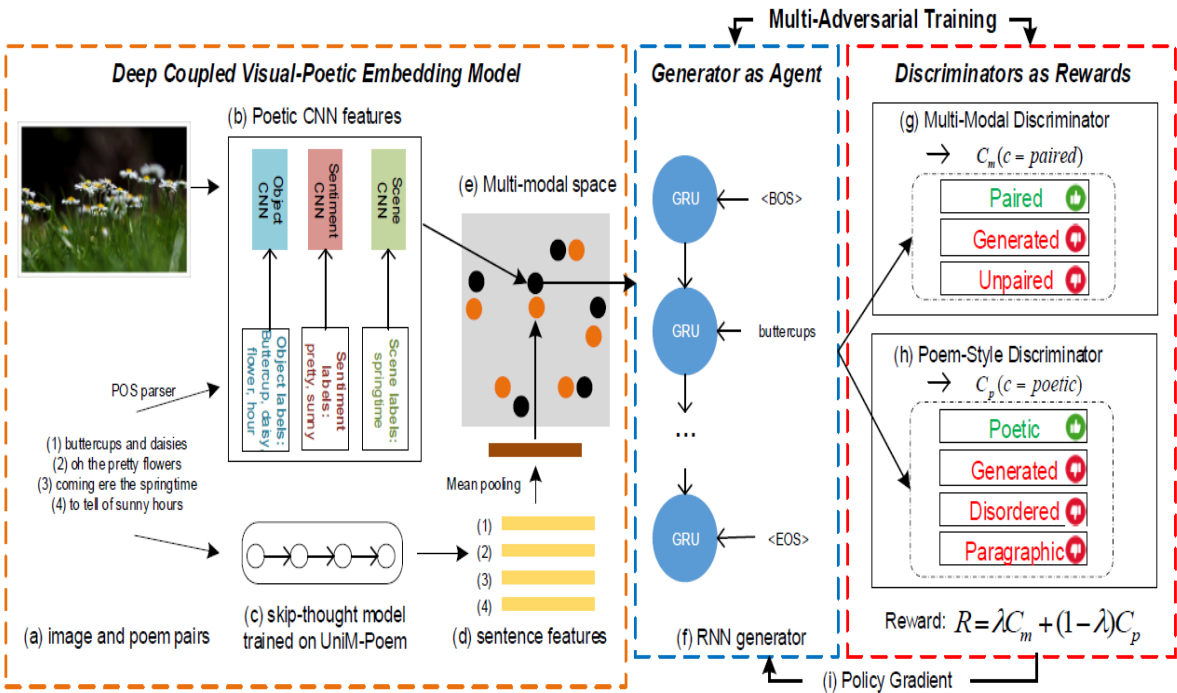 Multi-Adversarial Training
Deep Coupled Visual-Poetic Embedding Model
(b) Poetic CNN features
Object
CNN
Sentiment
CNN
Scene
CNN
Object labels:
Buttercup, daisy,
flower, hour
Sentiment
labels:
pretty, sunny
Scene labels:
springtime
POS parser
(1) buttercups and daisies
(2) oh the pretty flowers
(3) coming ere the springtime
(4) to tell of sunny hours
(a) image and poem pairs
(c) skip-thought model
trained on UniM-Poem
(e) Multi-modal space
Mean pooling
(1)
(2)
(3)
(4)
(d) sentence features
Generator as Agent
GRU
<BOS>
GRU
buttercups
...
GRU
<EOS>
(f) RNN generator
Discriminators as Rewards
(g) Multi-Modal Discriminator
C_m(c = paired)
Paired
Generated
Unpaired
(h) Poem-Style Discriminator
C_p(c = poetic)
Poetic
Generated
Disordered
Paragraphic
Reward: R = λC_m + (1-λ)C_p
(i) Policy Gradient